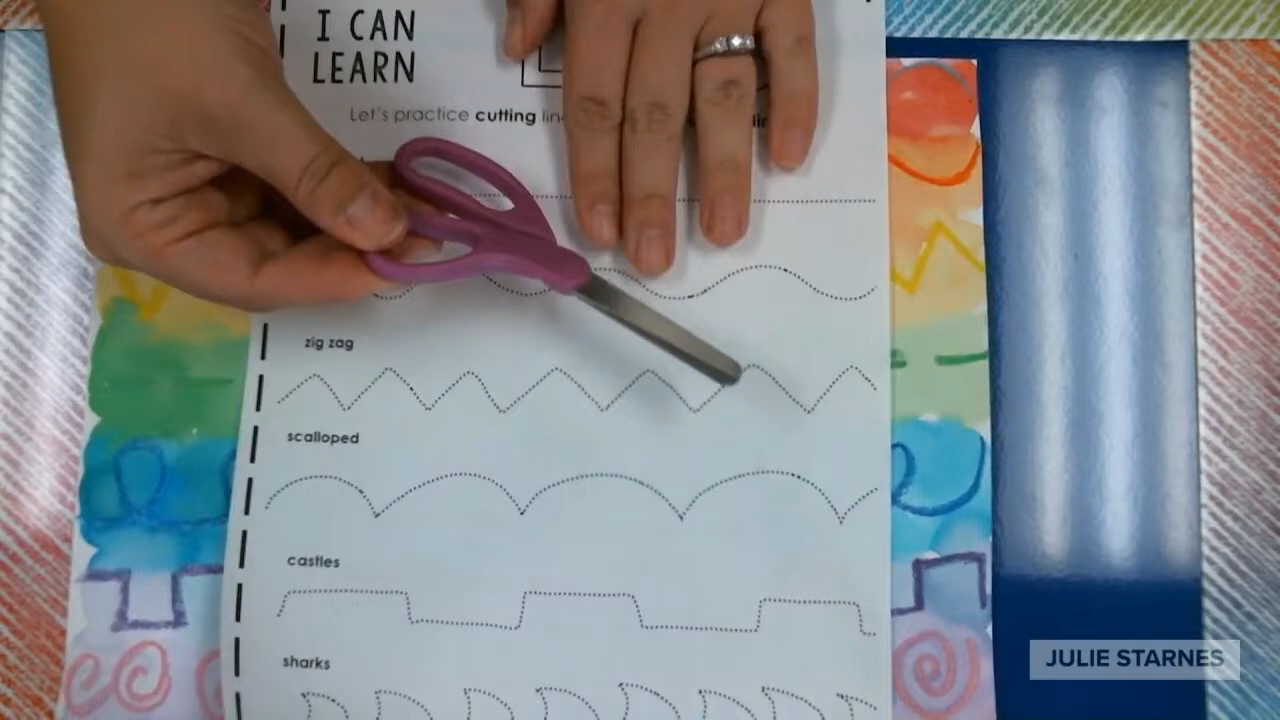 I CAN
LEARN
Let's practice cutting
zig zag
scalloped
castles
sharks
JULIE STARNES